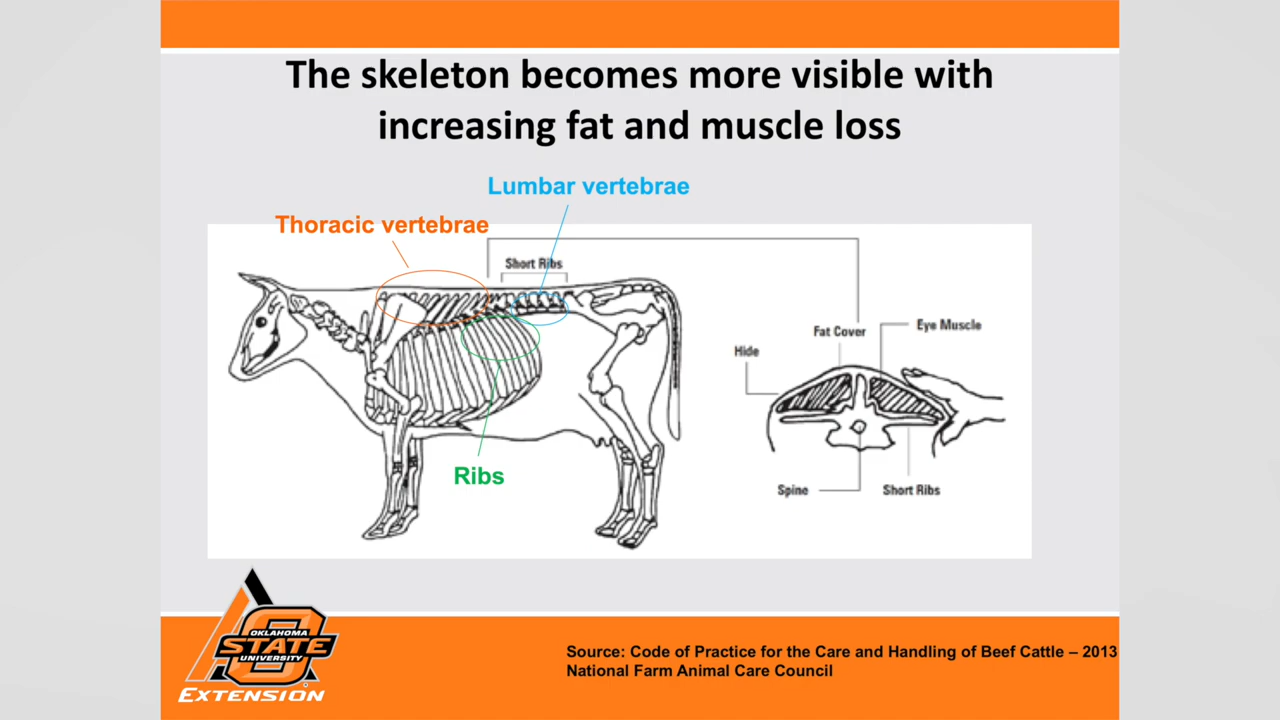 The skeleton becomes more visible with
increasing fat and muscle loss
Lumbar vertebrae
Thoracic vertebrae
Short Ribs
Fat Cover
Eye Muscle
Hide
Ribs
Spine
Short Ribs
OKLAHOMA
STATE
UNIVERSITY
EXTENSION
Source: Code of Practice for the Care and Handling of Beef Cattle – 2013
National Farm Animal Care Council